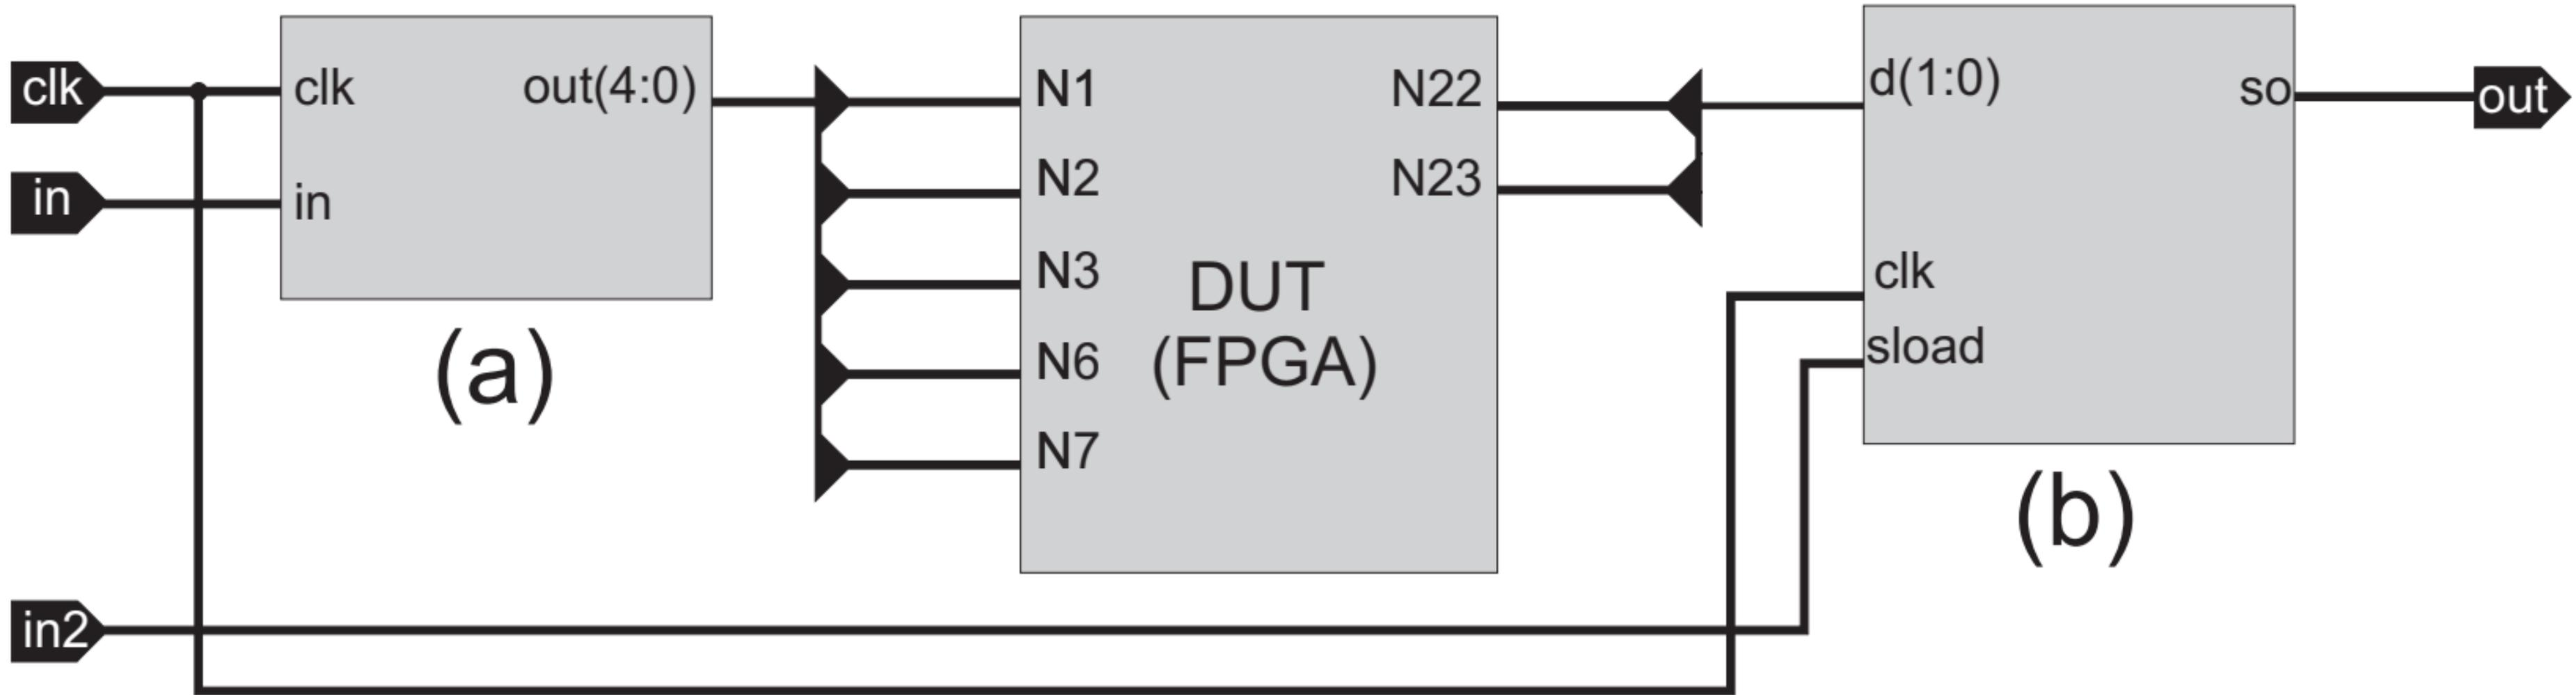 clk
in
in2
clk
out(4:0)
in
(a)
N1
N2
N3
N6
N7
N22
N23
DUT
(FPGA)
d(1:0)
so
clk
sload
(b)
out